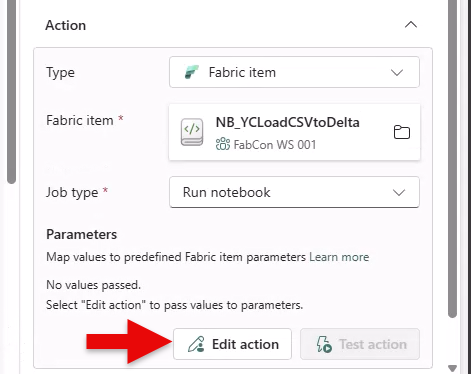 Action
Type
Fabric item
Fabric item *
NB_YCLoadCSVtoDelta
FabCon WS 001
Job type *
Run notebook
Parameters
Map values to predefined Fabric item parameters Learn more
No values passed.
Select "Edit action" to pass values to parameters.
Edit action
Test action